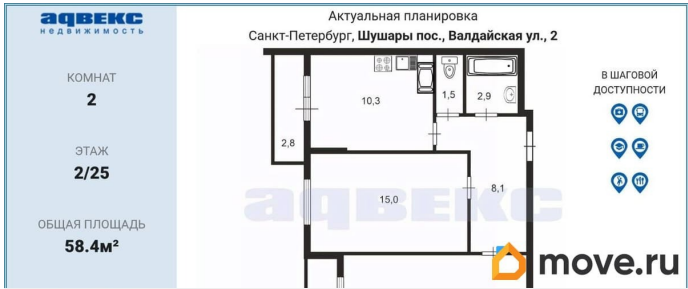 адвекс
недвижимость
КОМНАТ
2
ЭТАЖ
2/25
ОБЩАЯ ПЛОЩАДЬ
58.4м²
Актуальная планировка
Санкт-Петербург, Шушары пос., Валдайская ул., 2
10,3
1,5
2,9
2,8
15,0
8,1
адвекс
В ШАГОВОЙ
ДОСТУПНОСТИ
move.ru